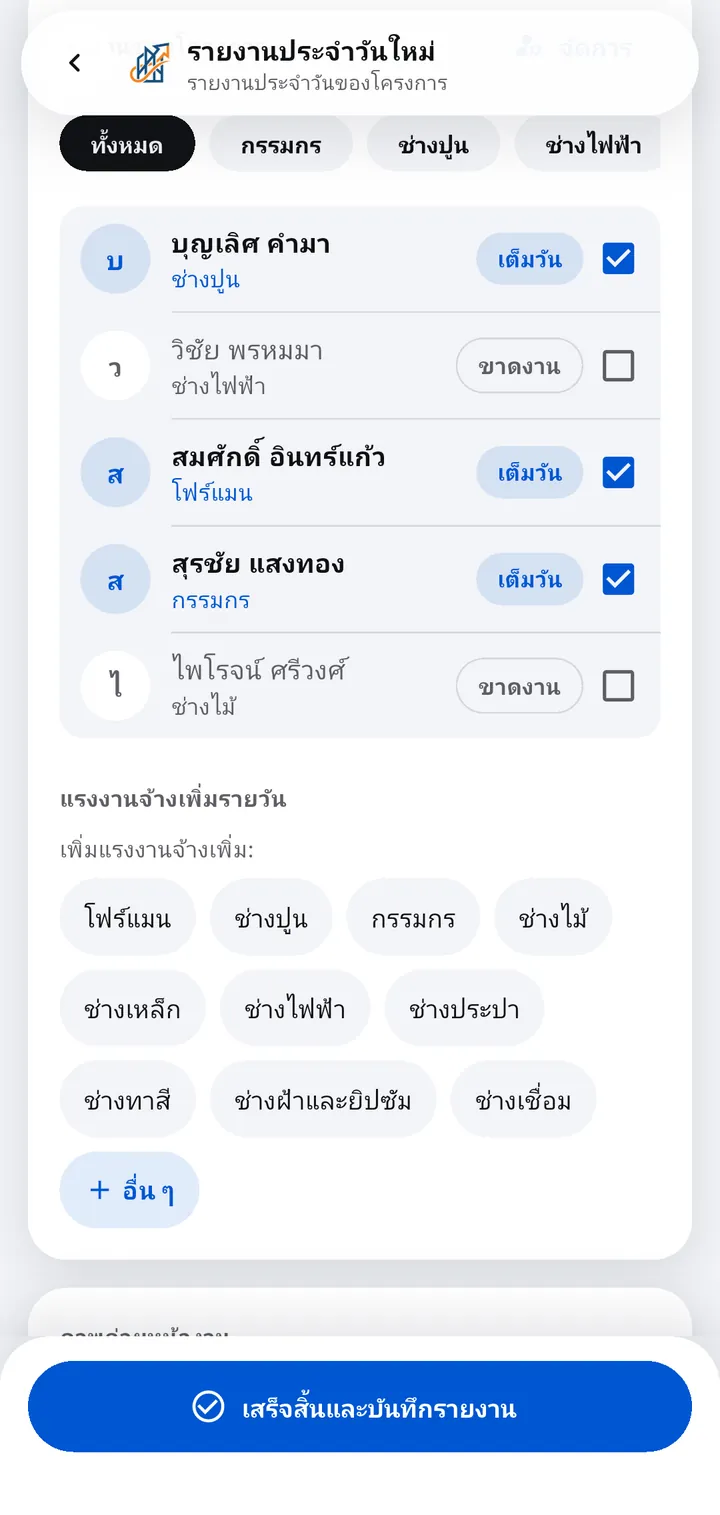 รายงานประจำวันใหม่
จัดการ
รายงานประจำวันของโครงการ
ทั้งหมด กรรมกร ช่างปูน ช่างไฟฟ้า
บ บุญเลิศ คำมา เต็มวัน
ช่างปูน
ว วิชัย พรหมมา ขาดงาน
ช่างไฟฟ้า
ส สมศักดิ์ อินทร์แก้ว เต็มวัน
โฟร์แมน
ส สุรชัย แสงทอง เต็มวัน
กรรมกร
ไ ไพโรจน์ ศรีวงศ์ ขาดงาน
ช่างไม้
แรงงานจ้างเพิ่มรายวัน
เพิ่มแรงงานจ้างเพิ่ม:
โฟร์แมน ช่างปูน กรรมกร ช่างไม้
ช่างเหล็ก ช่างไฟฟ้า ช่างประปา
ช่างทาสี ช่างฝ้าและยิปซัม ช่างเชื่อม
+ อื่น ๆ
เสร็จสิ้นและบันทึกรายงาน